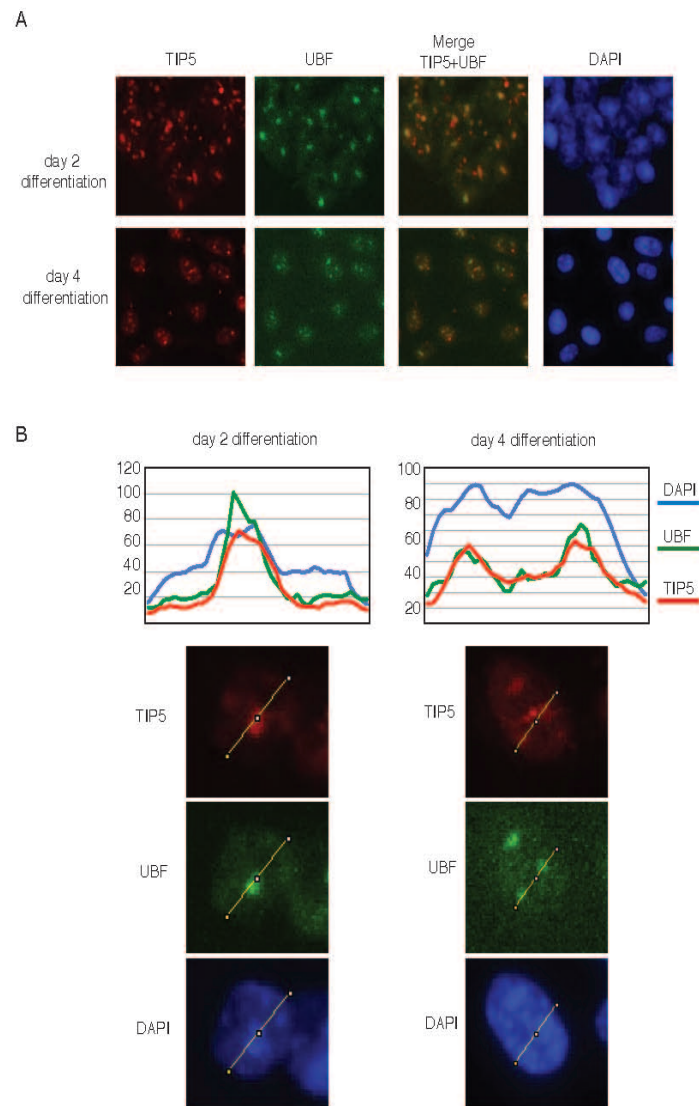 A
TIP5 UBF Merge TIP5+UBF DAPI
day 2 differentiation
day 4 differentiation
B
day 2 differentiation day 4 differentiation
120
100
80
60
40
20
100
80
60
40
20
DAPI
UBF
TIP5
TIP5 TIP5
UBF UBF
DAPI DAPI